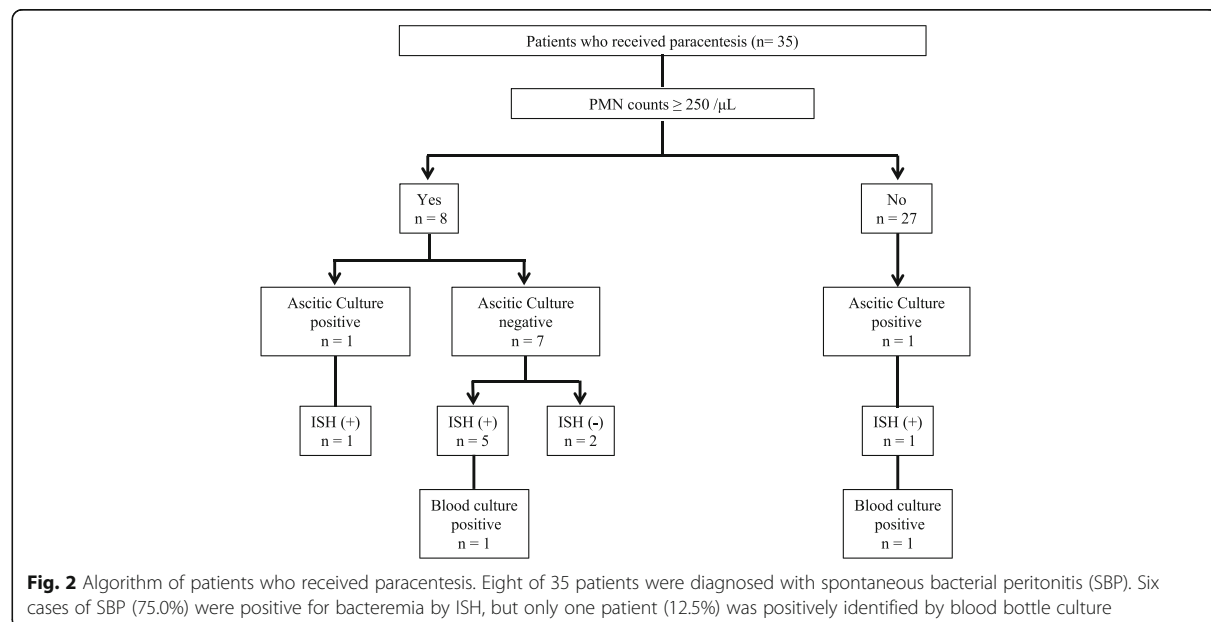 Patients who received paracentesis (n= 35)
PMN counts ≥ 250 /μL
Yes
n = 8
No
n = 27
Ascitic Culture
positive
n = 1
Ascitic Culture
negative
n = 7
Ascitic Culture
positive
n = 1
ISH (+)
n = 1
ISH (+)
n = 5
ISH (-)
n = 2
ISH (+)
n = 1
Blood culture
positive
n = 1
Blood culture
positive
n = 1
Fig. 2 Algorithm of patients who received paracentesis. Eight of 35 patients were diagnosed with spontaneous bacterial peritonitis (SBP). Six
cases of SBP (75.0%) were positive for bacteremia by ISH, but only one patient (12.5%) was positively identified by blood bottle culture